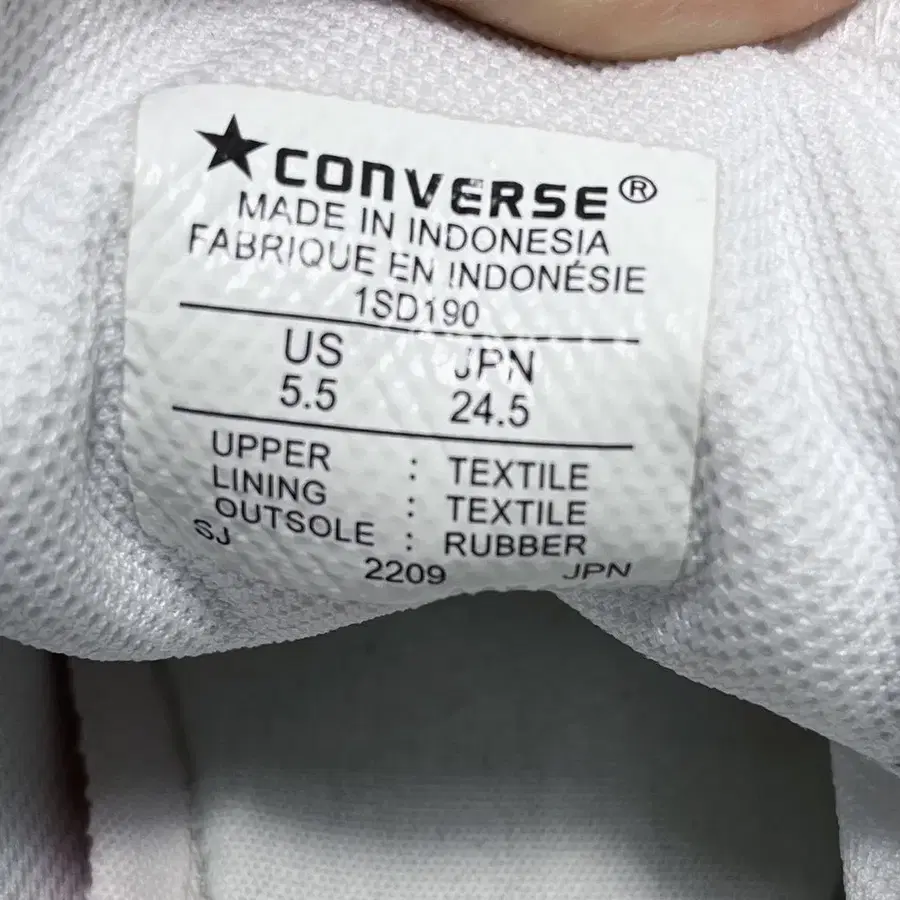 ★CONVERSE®
MADE IN INDONESIA
FABRIQUE EN INDONÉSIE
1SD190
US JPN
5.5 24.5
UPPER : TEXTILE
LINING : TEXTILE
OUTSOLE : RUBBER
SJ 2209 JPN